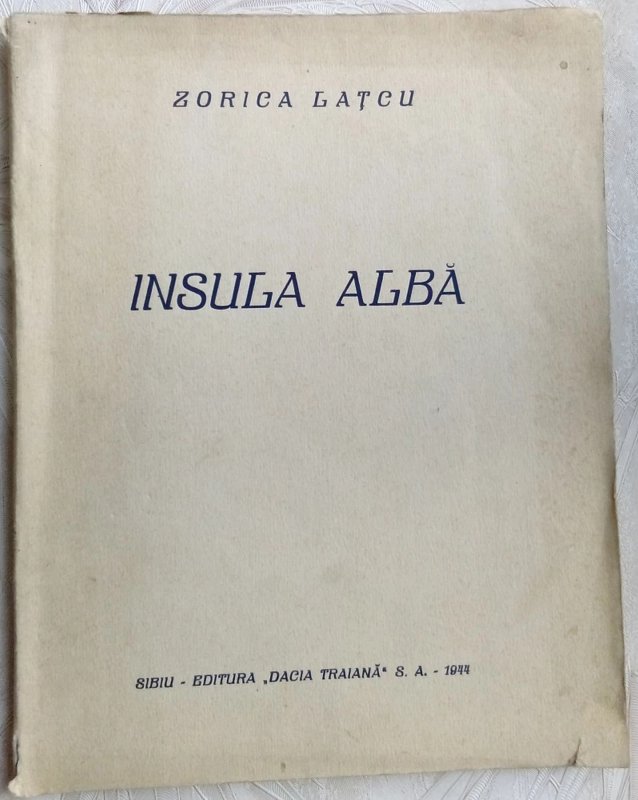 ZORICA LAȚCU
INSULA ALBĂ
SIBIU - EDITURA „DACIA TRAIANĂ“ S. A. - 1944